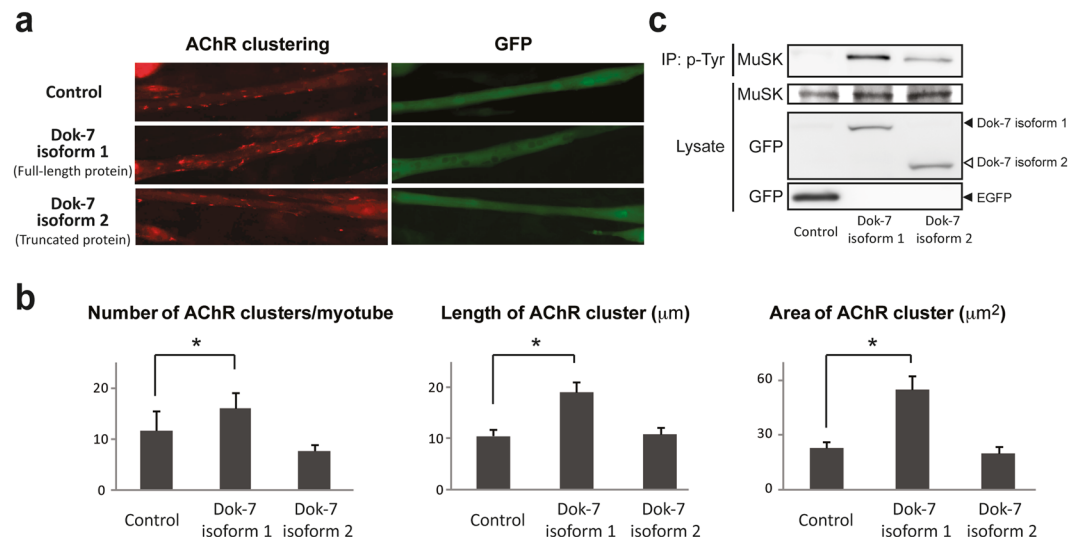 a
AChR clustering
GFP
Control
Dok-7
isoform 1
(Full-length protein)
Dok-7
isoform 2
(Truncated protein)
c
IP: p-Tyr
MuSK
Lysate
MuSK
GFP
Dok-7 isoform 1
Dok-7 isoform 2
GFP
EGFP
Control
Dok-7
isoform 1
Dok-7
isoform 2
b
Number of AChR clusters/myotube
*
20
10
0
Control
Dok-7
isoform 1
Dok-7
isoform 2
Length of AChR cluster (μm)
*
20
10
0
Control
Dok-7
isoform 1
Dok-7
isoform 2
Area of AChR cluster (μm²)
*
60
30
0
Control
Dok-7
isoform 1
Dok-7
isoform 2